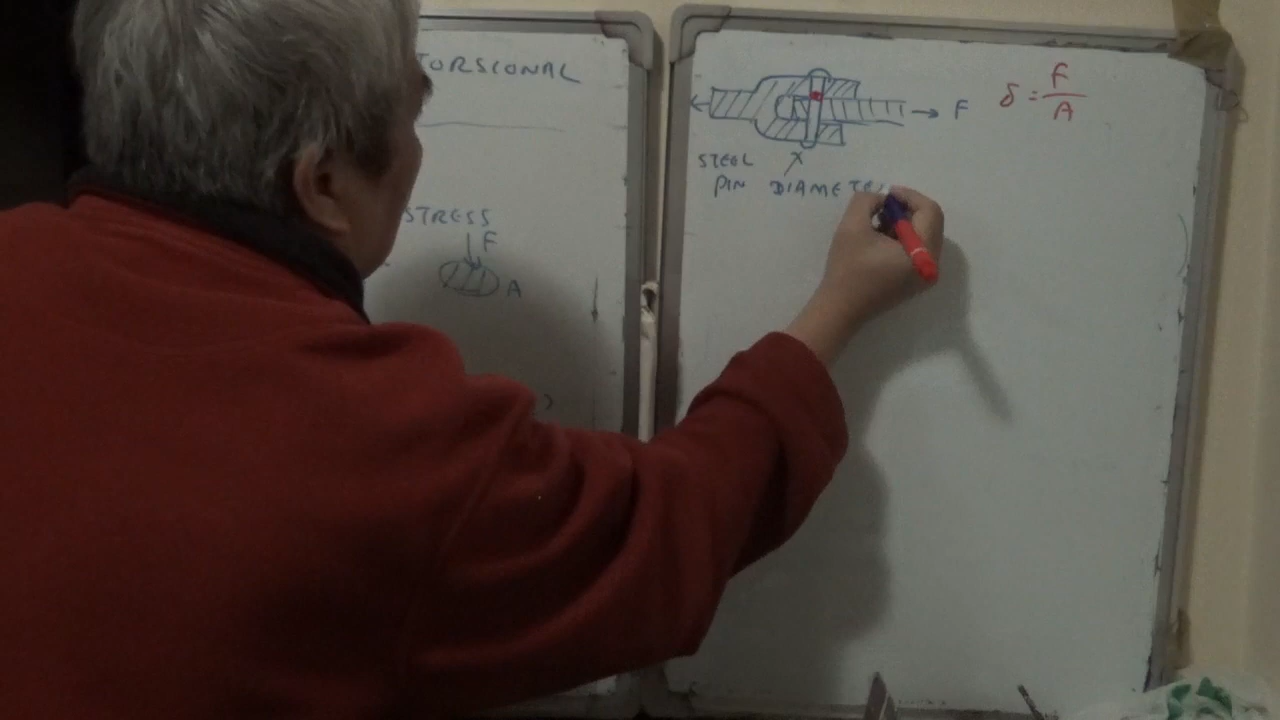 TORSIONAL
STRESS
F
A
F
δ = F
A
STEEL
PIN DIAMETE